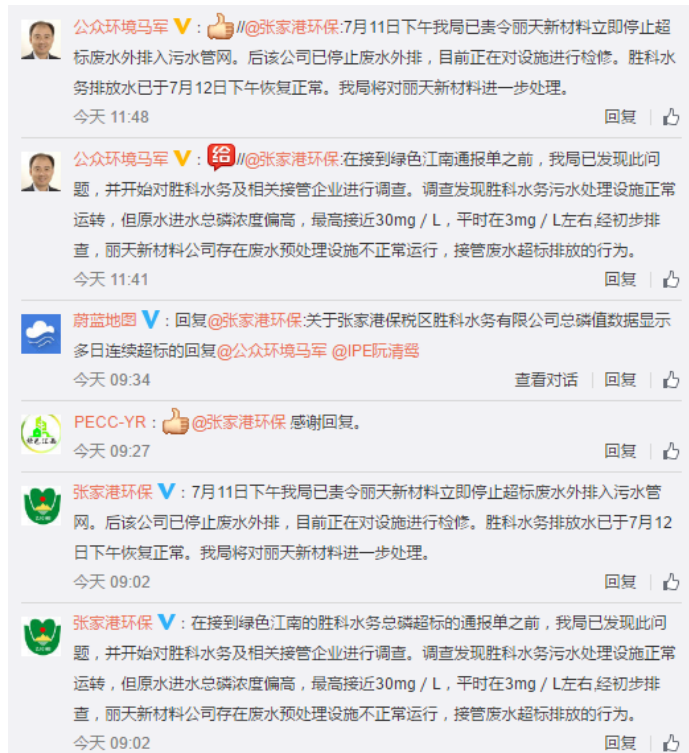 公众环境马军 V：//@张家港环保:7月11日下午我局已责令丽天新材料立即停止超
标废水外排入污水管网。后该公司已停止废水外排，目前正在对设施进行检修。胜科水
务排放水已于7月12日下午恢复正常。我局将对丽天新材料进一步处理。
今天 11:48 回复
公众环境马军 V：给//@张家港环保:在接到绿色江南通报单之前，我局已发现此问
题，并开始对胜科水务及相关接管企业进行调查。调查发现胜科水务污水处理设施正常
运转，但原水进水总磷浓度偏高，最高接近30mg／L，平时在3mg／L左右,经初步排
查，丽天新材料公司存在废水预处理设施不正常运行，接管废水超标排放的行为。
今天 11:41 回复
蔚蓝地图 V：回复@张家港环保:关于张家港保税区胜科水务有限公司总磷值数据显示
多日连续超标的回复@公众环境马军 @IPE阮清鸳
今天 09:34 查看对话 回复
PECC-YR：@张家港环保 感谢回复。
绿色江南
今天 09:27 回复
张家港环保 V：7月11日下午我局已责令丽天新材料立即停止超标废水外排入污水管
网。后该公司已停止废水外排，目前正在对设施进行检修。胜科水务排放水已于7月12
日下午恢复正常。我局将对丽天新材料进一步处理。
今天 09:02 回复
张家港环保 V：在接到绿色江南的胜科水务总磷超标的通报单之前，我局已发现此问
题，并开始对胜科水务及相关接管企业进行调查。调查发现胜科水务污水处理设施正常
运转，但原水进水总磷浓度偏高，最高接近30mg／L，平时在3mg／L左右,经初步排
查，丽天新材料公司存在废水预处理设施不正常运行，接管废水超标排放的行为。
今天 09:02 回复